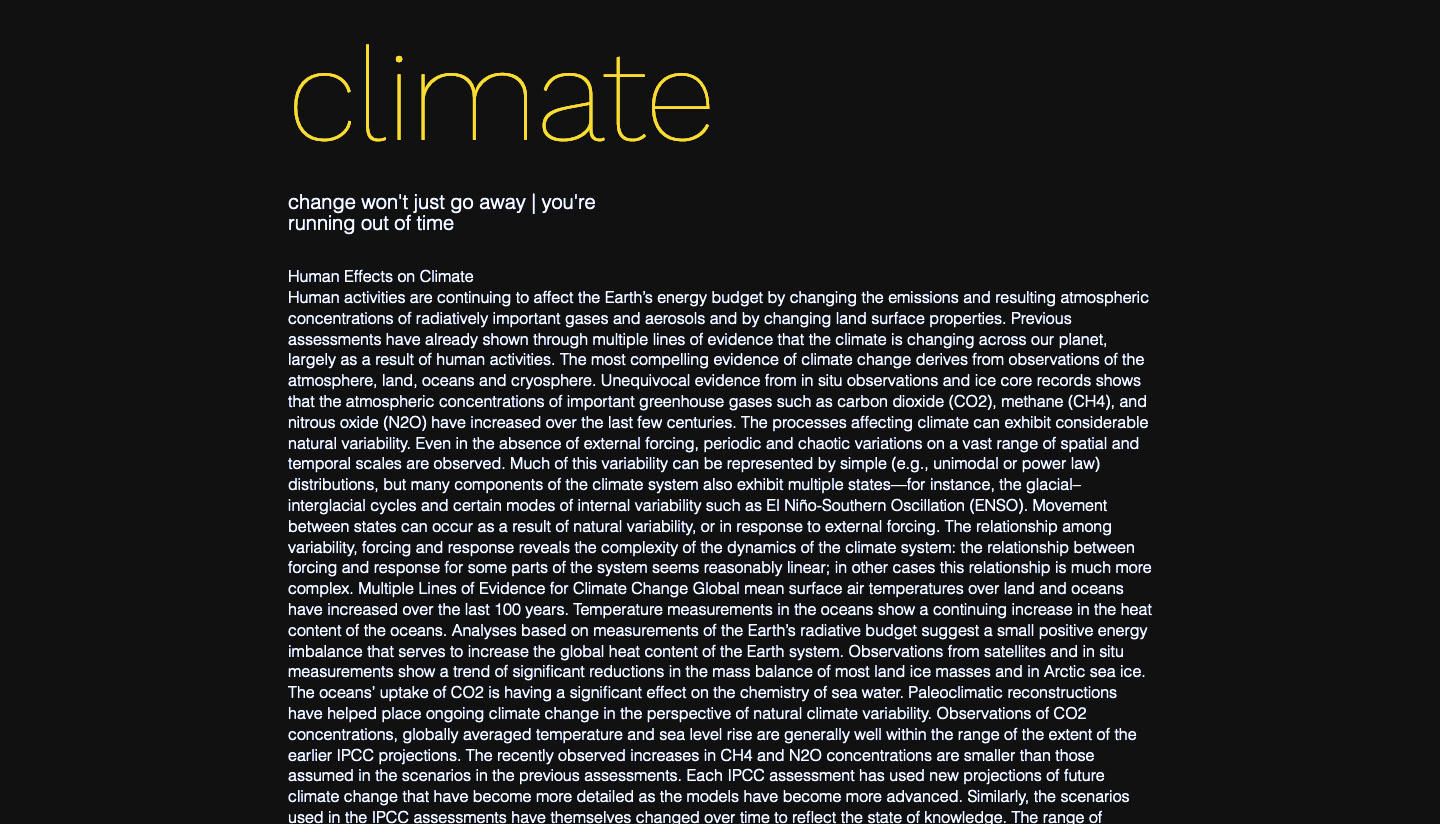 climate
change won't just go away | you're
running out of time
Human Effects on Climate
Human activities are continuing to affect the Earth’s energy budget by changing the emissions and resulting atmospheric
concentrations of radiatively important gases and aerosols and by changing land surface properties. Previous
assessments have already shown through multiple lines of evidence that the climate is changing across our planet,
largely as a result of human activities. The most compelling evidence of climate change derives from observations of the
atmosphere, land, oceans and cryosphere. Unequivocal evidence from in situ observations and ice core records shows
that the atmospheric concentrations of important greenhouse gases such as carbon dioxide (CO2), methane (CH4), and
nitrous oxide (N2O) have increased over the last few centuries. The processes affecting climate can exhibit considerable
natural variability. Even in the absence of external forcing, periodic and chaotic variations on a vast range of spatial and
temporal scales are observed. Much of this variability can be represented by simple (e.g., unimodal or power law)
distributions, but many components of the climate system also exhibit multiple states—for instance, the glacial–
interglacial cycles and certain modes of internal variability such as El Niño-Southern Oscillation (ENSO). Movement
between states can occur as a result of natural variability, or in response to external forcing. The relationship among
variability, forcing and response reveals the complexity of the dynamics of the climate system: the relationship between
forcing and response for some parts of the system seems reasonably linear; in other cases this relationship is much more
complex. Multiple Lines of Evidence for Climate Change Global mean surface air temperatures over land and oceans
have increased over the last 100 years. Temperature measurements in the oceans show a continuing increase in the heat
content of the oceans. Analyses based on measurements of the Earth’s radiative budget suggest a small positive energy
imbalance that serves to increase the global heat content of the Earth system. Observations from satellites and in situ
measurements show a trend of significant reductions in the mass balance of most land ice masses and in Arctic sea ice.
The oceans’ uptake of CO2 is having a significant effect on the chemistry of sea water. Paleoclimatic reconstructions
have helped place ongoing climate change in the perspective of natural climate variability. Observations of CO2
concentrations, globally averaged temperature and sea level rise are generally well within the range of the extent of the
earlier IPCC projections. The recently observed increases in CH4 and N2O concentrations are smaller than those
assumed in the scenarios in the previous assessments. Each IPCC assessment has used new projections of future
climate change that have become more detailed as the models have become more advanced. Similarly, the scenarios
used in the IPCC assessments have themselves changed over time to reflect the state of knowledge. The range of